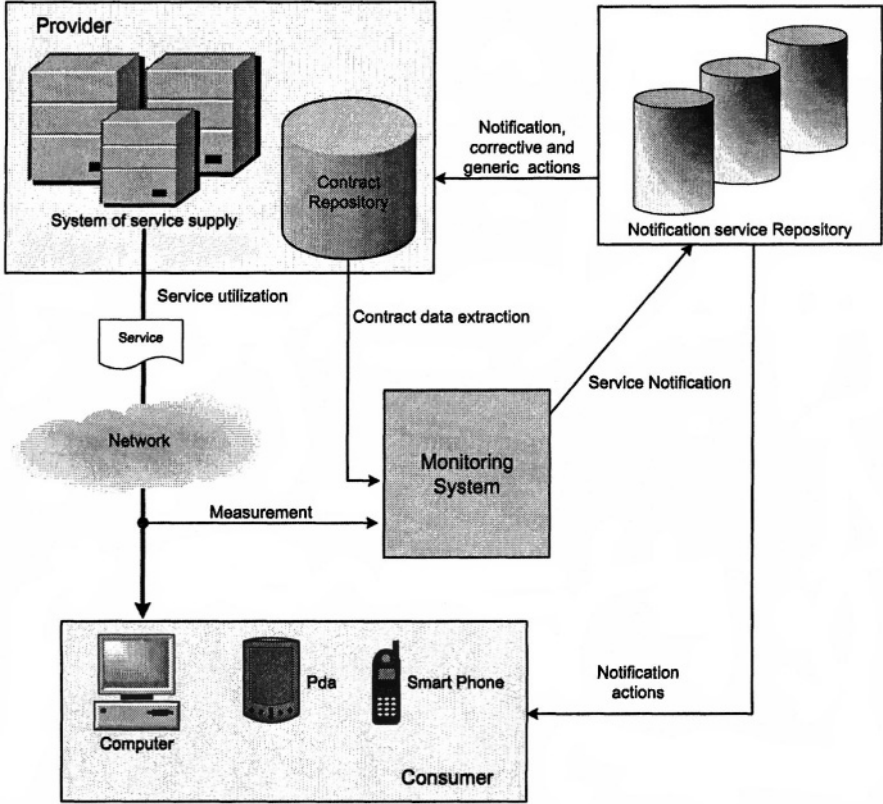 Provider
System of service supply
Contract
Repository
Notification,
corrective and
generic actions
Notification service Repository
Service utilization
Service
Contract data extraction
Service Notification
Network
Monitoring
System
Measurement
Computer
Pda
Smart Phone
Notification
actions
Consumer